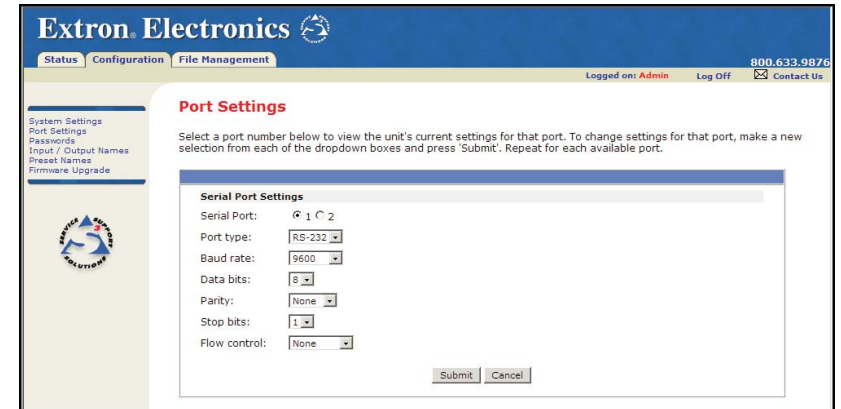 Extron® Electronics
Status Configuration File Management
800.633.9876
Logged on: Admin Log Off Contact Us
System Settings
Port Settings
Passwords
Input / Output Names
Preset Names
Firmware Upgrade
SERVICE SUPPORT SOLUTIONS
S3
Port Settings
Select a port number below to view the unit's current settings for that port. To change settings for that port, make a new
selection from each of the dropdown boxes and press 'Submit'. Repeat for each available port.
Serial Port Settings
Serial Port: 1 2
Port type: RS-232
Baud rate: 9600
Data bits: 8
Parity: None
Stop bits: 1
Flow control: None
Submit Cancel